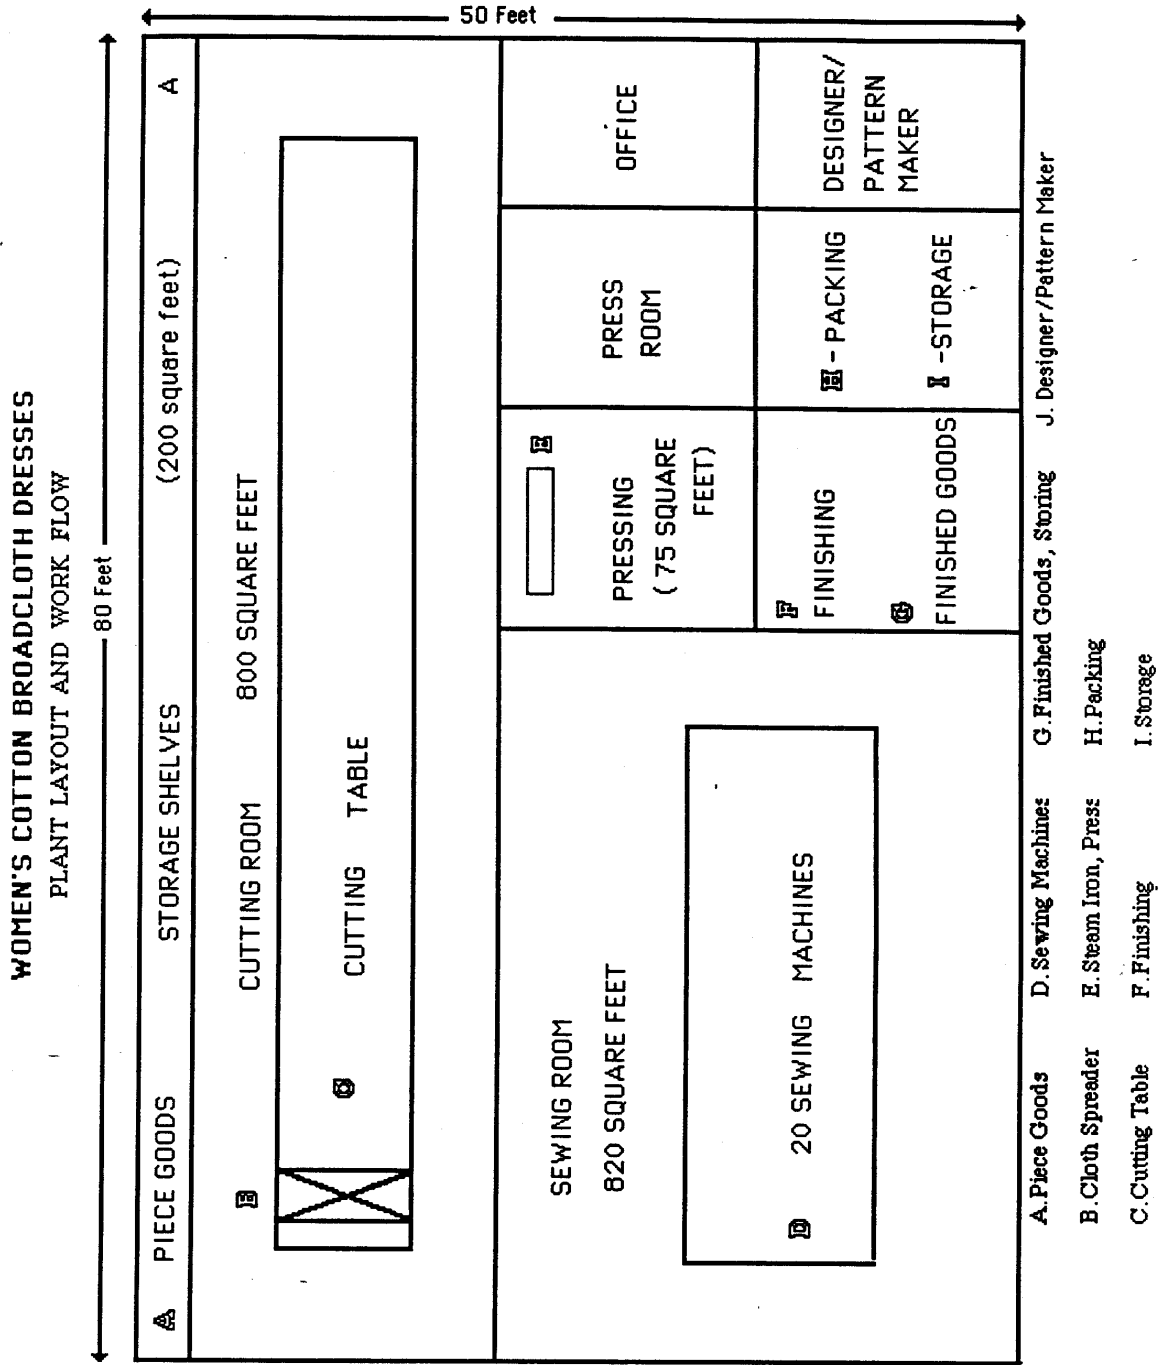 WOMEN'S COTTON BROADCLOTH DRESSES
PLANT LAYOUT AND WORK FLOW
80 Feet
50 Feet
A PIECE GOODS STORAGE SHELVES (200 square feet) A
B CUTTING ROOM 800 SQUARE FEET
C CUTTING TABLE
SEWING ROOM
820 SQUARE FEET
D 20 SEWING MACHINES
E
PRESSING
(75 SQUARE
FEET)
PRESS
ROOM
OFFICE
F
FINISHING
G
FINISHED GOODS
H - PACKING
I - STORAGE
DESIGNER/
PATTERN
MAKER
A. Piece Goods D. Sewing Machines G. Finished Goods, Storing J. Designer/Pattern Maker
B. Cloth Spreader E. Steam Iron, Press H. Packing
C. Cutting Table F. Finishing I. Storage